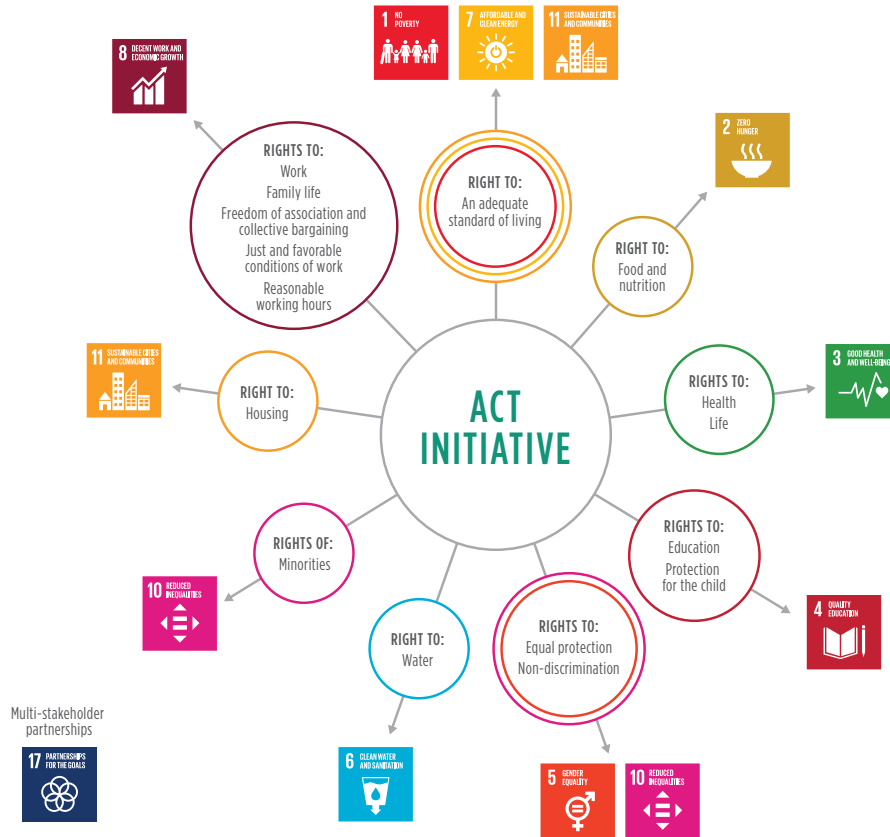 1 NO
POVERTY
7 AFFORDABLE AND
CLEAN ENERGY
11 SUSTAINABLE CITIES
AND COMMUNITIES
8 DECENT WORK AND
ECONOMIC GROWTH
2 ZERO
HUNGER
RIGHTS TO:
Work
Family life
Freedom of association and
collective bargaining
Just and favorable
conditions of work
Reasonable
working hours
RIGHT TO:
An adequate
standard of living
RIGHT TO:
Food and
nutrition
11 SUSTAINABLE CITIES
AND COMMUNITIES
RIGHT TO:
Housing
ACT
INITIATIVE
RIGHTS TO:
Health
Life
3 GOOD HEALTH
AND WELL-BEING
RIGHTS OF:
Minorities
10 REDUCED
INEQUALITIES
RIGHT TO:
Water
RIGHTS TO:
Equal protection
Non-discrimination
RIGHTS TO:
Education
Protection
for the child
4 QUALITY
EDUCATION
Multi-stakeholder
partnerships
17 PARTNERSHIPS
FOR THE GOALS
6 CLEAN WATER
AND SANITATION
5 GENDER
EQUALITY
10 REDUCED
INEQUALITIES